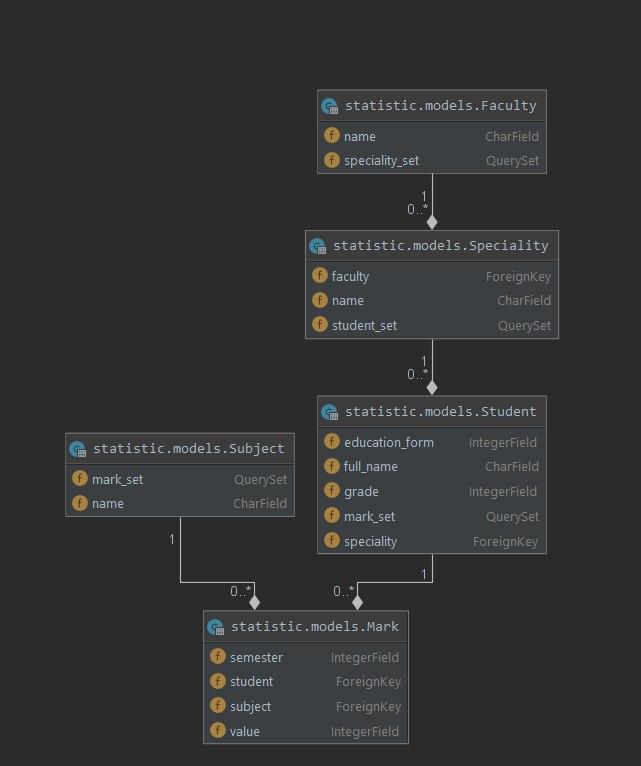 statistic.models.Faculty
name CharField
speciality_set QuerySet
1
0..*
statistic.models.Speciality
faculty ForeignKey
name CharField
student_set QuerySet
1
0..*
statistic.models.Student
education_form IntegerField
full_name CharField
grade IntegerField
mark_set QuerySet
speciality ForeignKey
statistic.models.Subject
mark_set QuerySet
name CharField
1
1
0..*
0..*
statistic.models.Mark
semester IntegerField
student ForeignKey
subject ForeignKey
value IntegerField